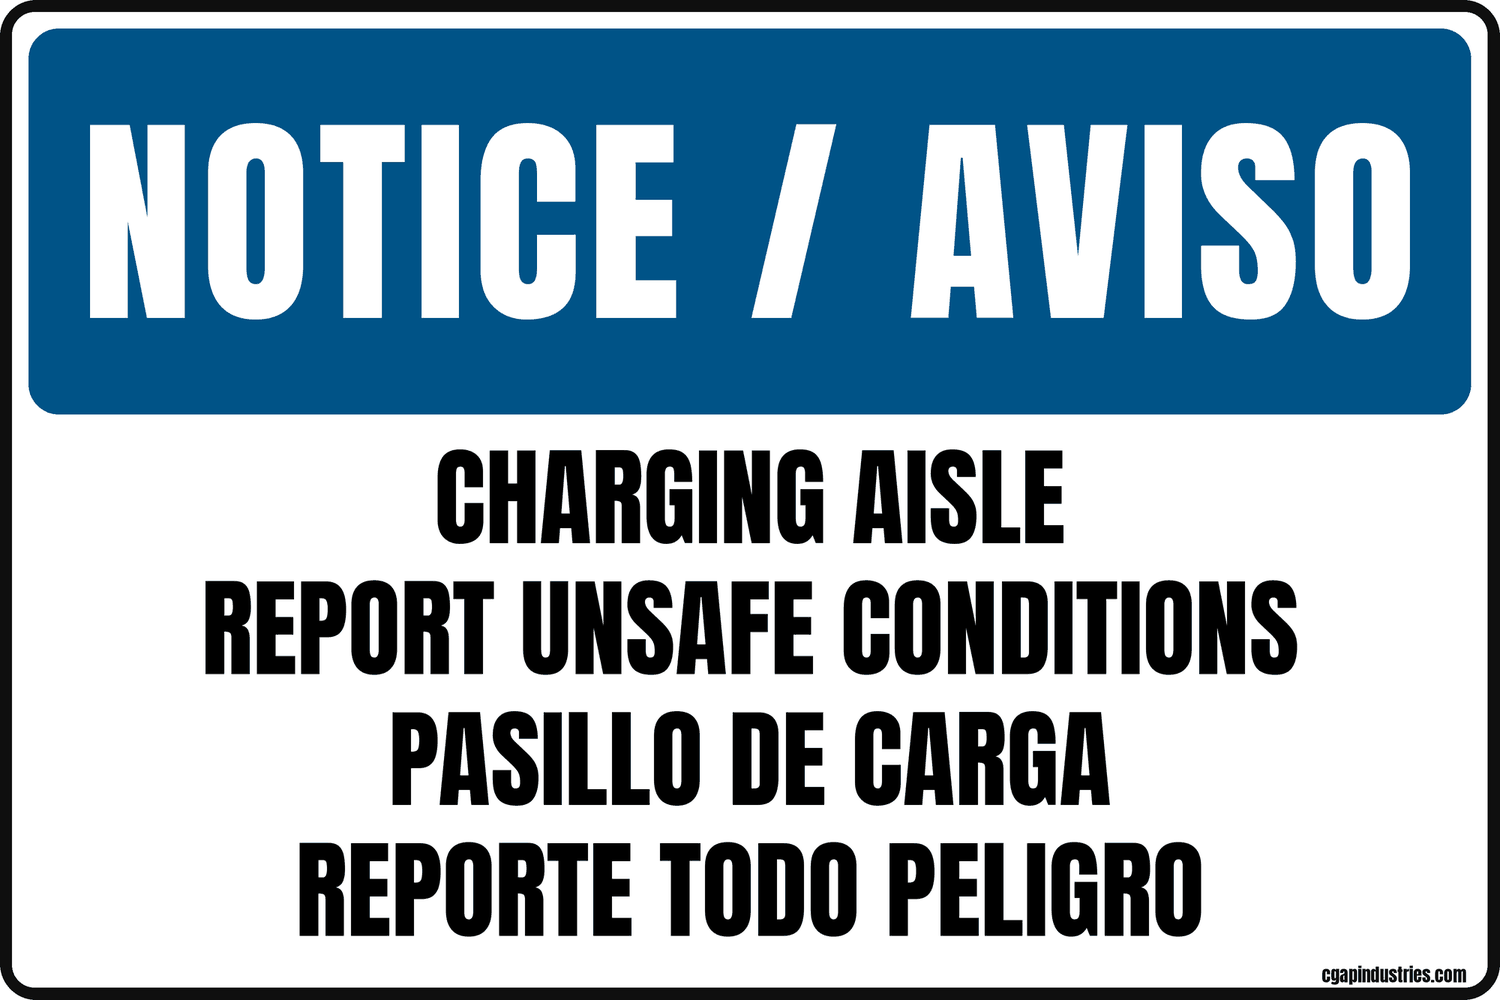 NOTICE / AVISO
CHARGING AISLE
REPORT UNSAFE CONDITIONS
PASILLO DE CARGA
REPORTE TODO PELIGRO
cgapindustries.com